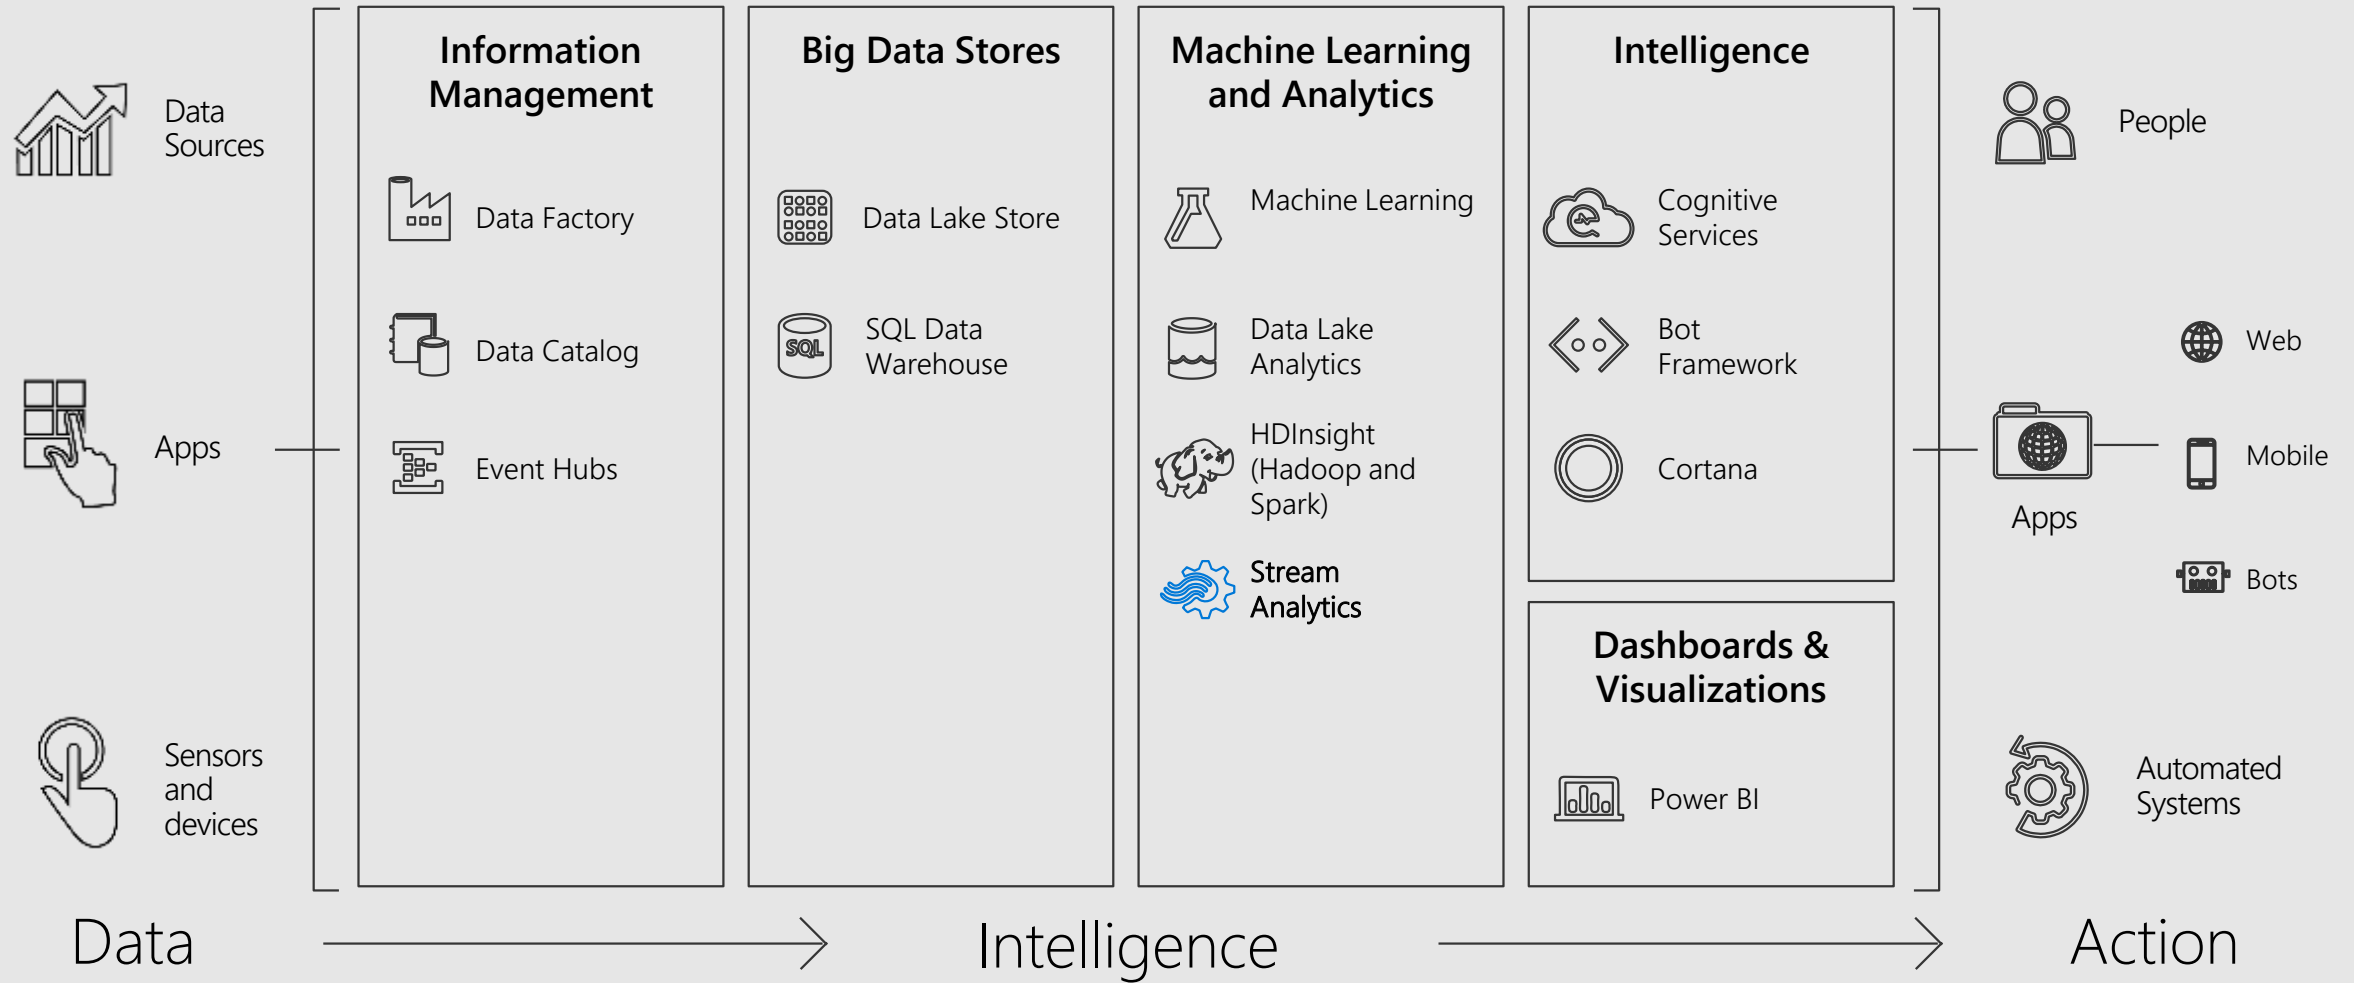 Data
Sources
Apps
Sensors
and
devices
Information
Management
Data Factory
Data Catalog
Event Hubs
Big Data Stores
Data Lake Store
SQL
SQL Data
Warehouse
Machine Learning
and Analytics
Machine Learning
Data Lake
Analytics
HDInsight
(Hadoop and
Spark)
Stream
Analytics
Intelligence
Cognitive
Services
Bot
Framework
Cortana
Dashboards &
Visualizations
Power BI
People
Apps
Web
Mobile
Bots
Automated
Systems
Data
Intelligence
Action